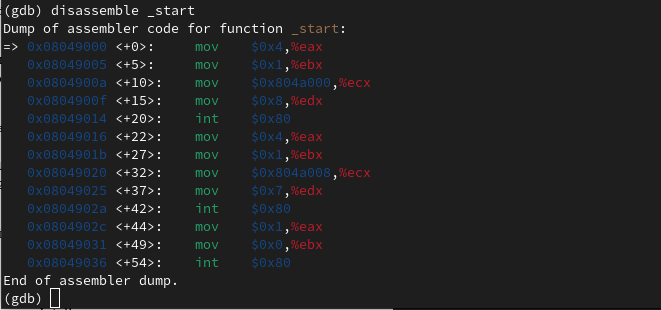 (gdb) disassemble _start
Dump of assembler code for function _start:
=> 0x08049000 <+0>:     mov    $0x4,%eax
   0x08049005 <+5>:     mov    $0x1,%ebx
   0x0804900a <+10>:    mov    $0x804a000,%ecx
   0x0804900f <+15>:    mov    $0x8,%edx
   0x08049014 <+20>:    int    $0x80
   0x08049016 <+22>:    mov    $0x4,%eax
   0x0804901b <+27>:    mov    $0x1,%ebx
   0x08049020 <+32>:    mov    $0x804a008,%ecx
   0x08049025 <+37>:    mov    $0x7,%edx
   0x0804902a <+42>:    int    $0x80
   0x0804902c <+44>:    mov    $0x1,%eax
   0x08049031 <+49>:    mov    $0x0,%ebx
   0x08049036 <+54>:    int    $0x80
End of assembler dump.
(gdb)